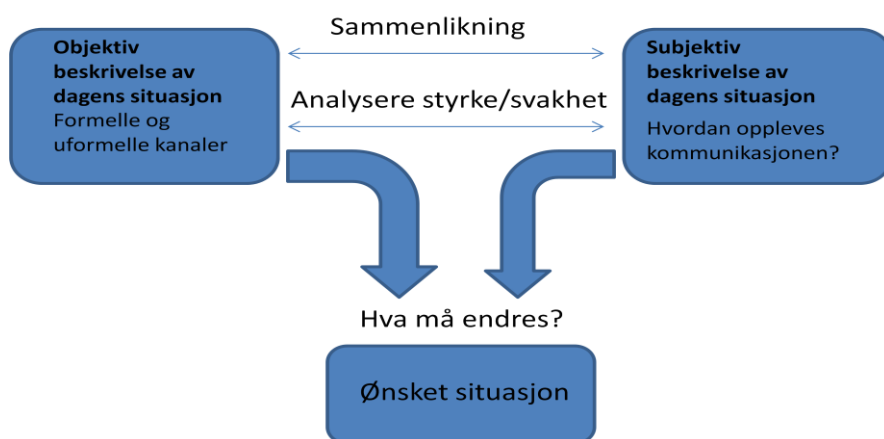 Objektiv
beskrivelse av
dagens situasjon
Formelle og
uformelle kanaler
Sammenlikning
Analysere styrke/svakhet
Subjektiv
beskrivelse av
dagens situasjon
Hvordan oppleves
kommunikasjonen?
Hva må endres?
Ønsket situasjon